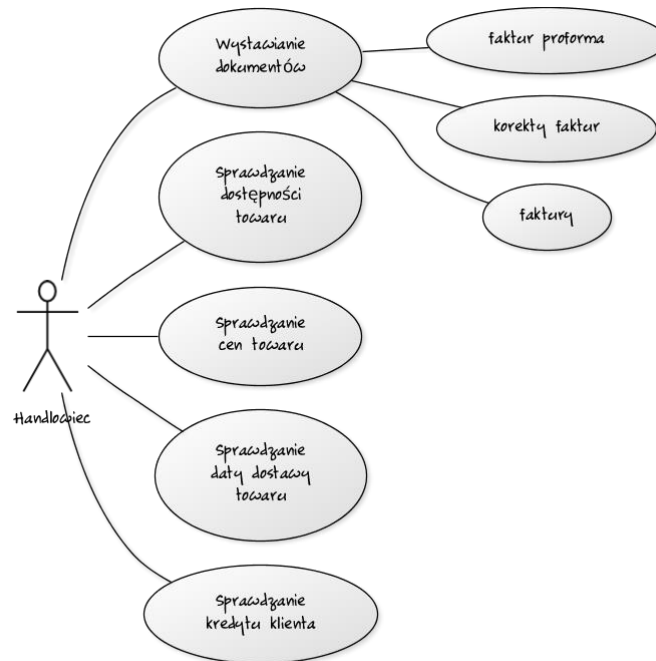 Wystawianie
dokumentów
faktur proforma
korekty faktur
Sprawdzanie
dostępności
towaru
faktury
Sprawdzanie
cen towaru
Handlowiec
Sprawdzanie
daty dostawy
towaru
Sprawdzanie
kredytu klienta